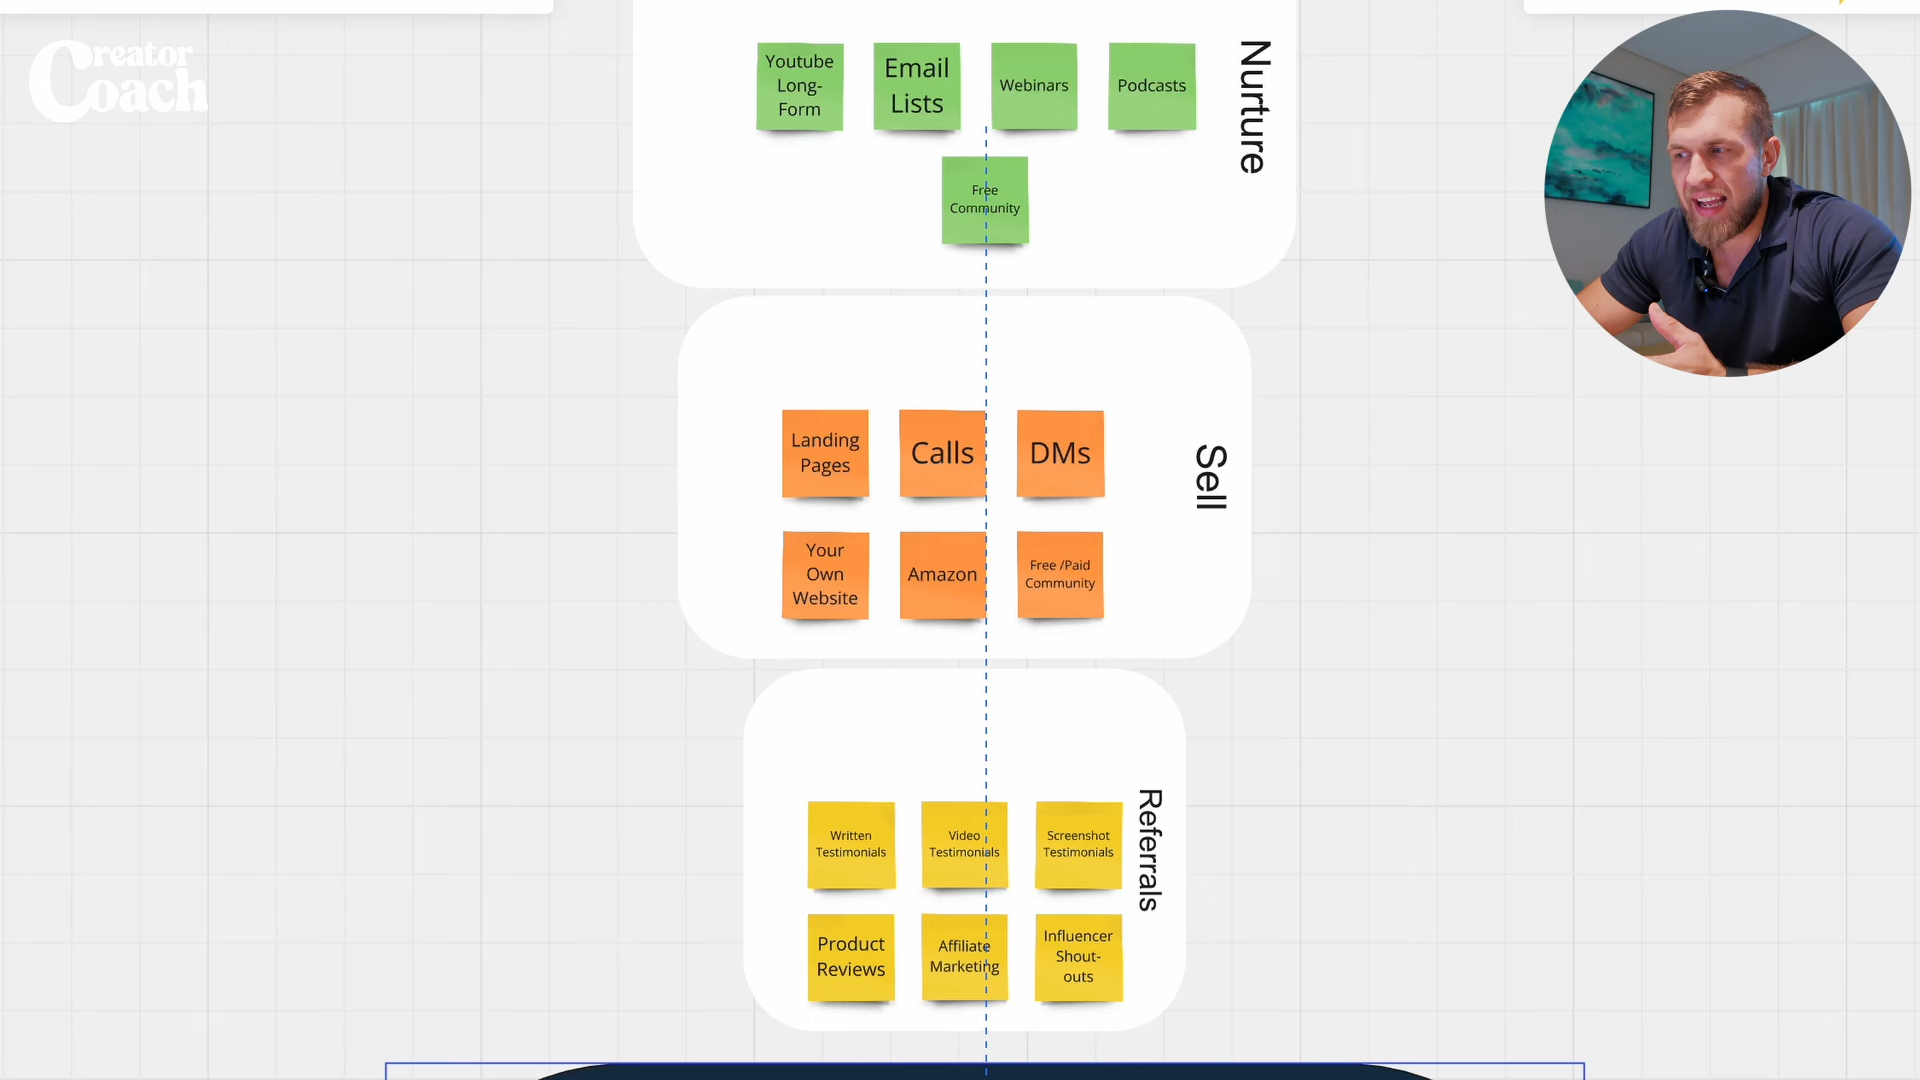 Creator
Coach
Nurture
Youtube
Long-
Form
Email
Lists
Webinars
Podcasts
Free
Community
Sell
Landing
Pages
Calls
DMs
Your
Own
Website
Amazon
Free /Paid
Community
Referrals
Written
Testimonials
Video
Testimonials
Screenshot
Testimonials
Product
Reviews
Affiliate
Marketing
Influencer
Shout-
outs